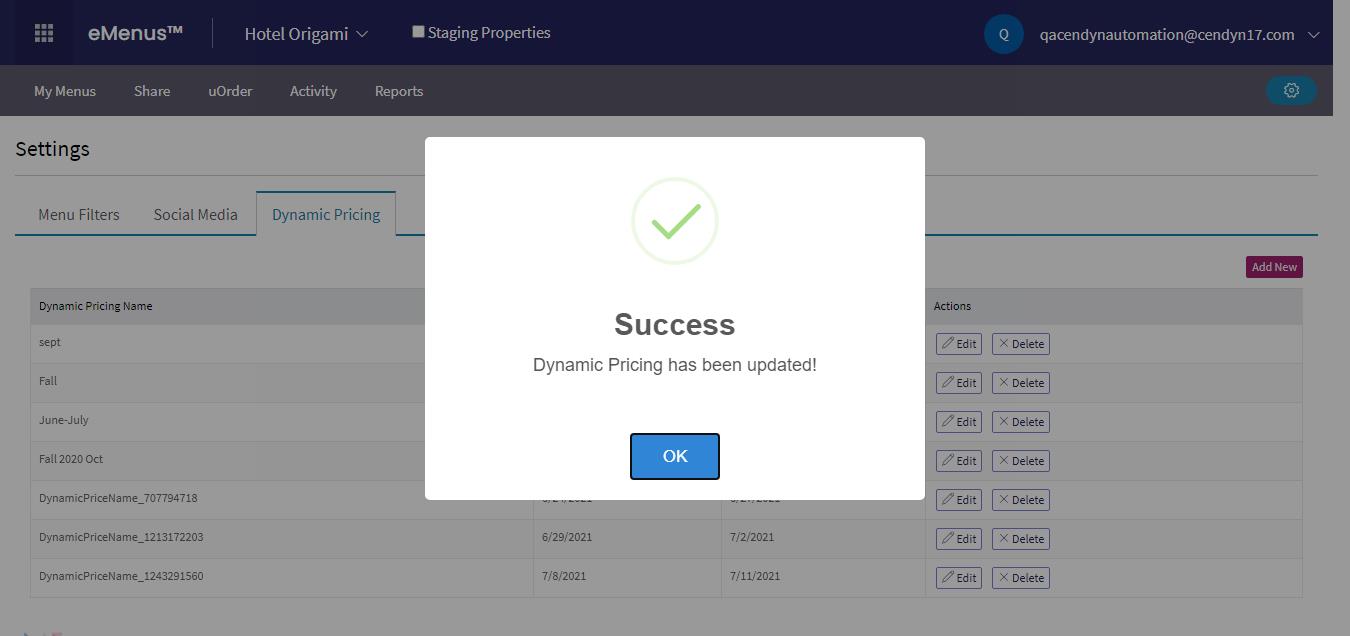 eMenus™
Hotel Origami
Staging Properties
Q
qacendynautomation@cendyn17.com
My Menus
Share
uOrder
Activity
Reports
Settings
Menu Filters
Social Media
Dynamic Pricing
Add New
Dynamic Pricing Name
Actions
sept
Edit
Delete
Fall
Edit
Delete
June-July
Edit
Delete
Fall 2020 Oct
Edit
Delete
DynamicPriceName_707794718
Edit
Delete
DynamicPriceName_1213172203
6/29/2021
7/2/2021
Edit
Delete
DynamicPriceName_1243291560
7/8/2021
7/11/2021
Edit
Delete
Success
Dynamic Pricing has been updated!
OK